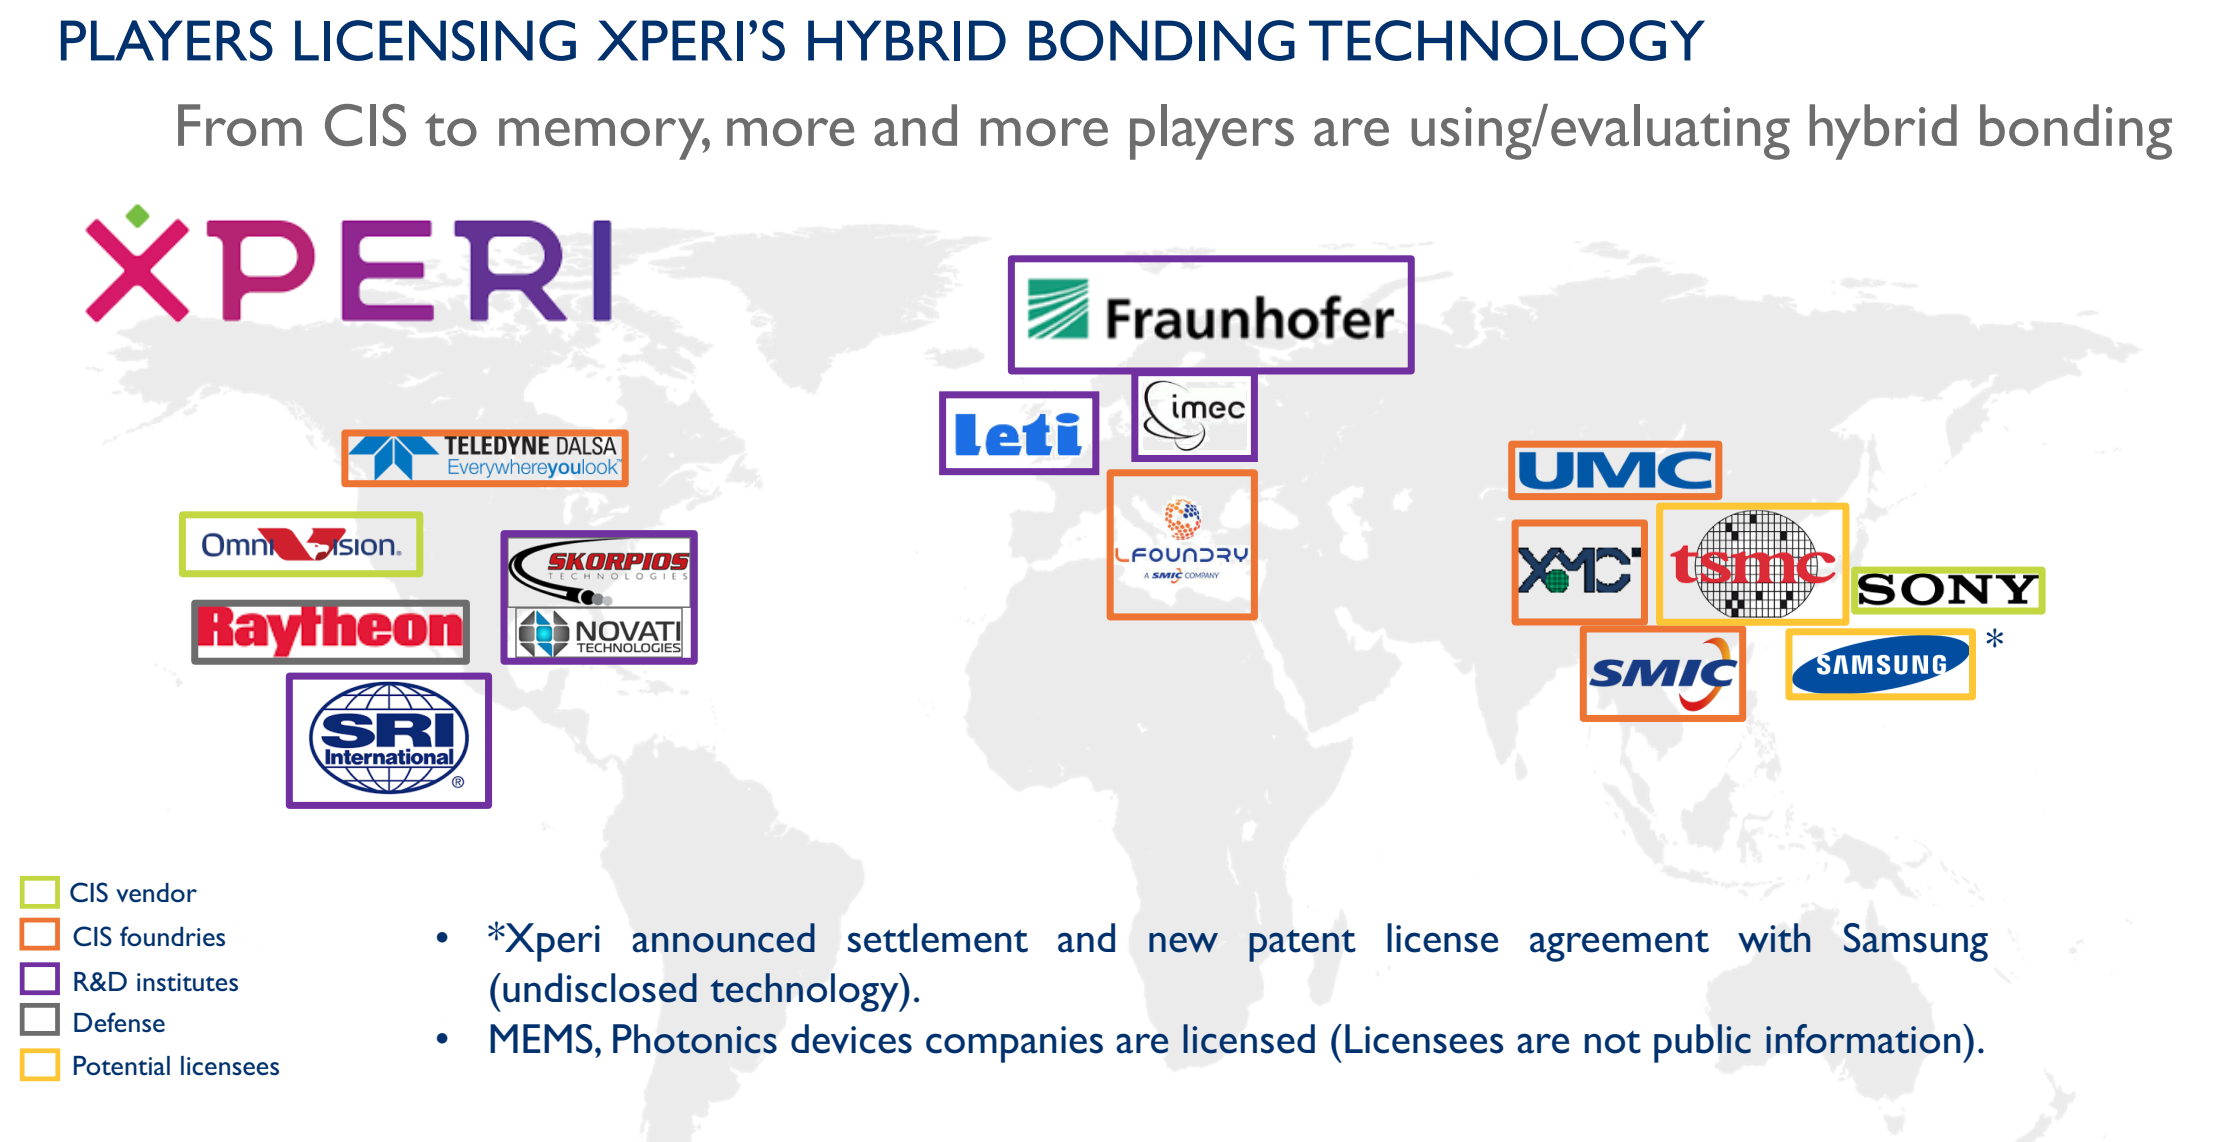 PLAYERS LICENSING XPERI'S HYBRID BONDING TECHNOLOGY
From CIS to memory, more and more players are using/evaluating hybrid bonding
XPERI
Fraunhofer
imec
leti
TELEDYNE DALSA
Everywhereyoulook™
UMC
OmniVision.
SKORPIOS
TECHNOLOGIES
LFOUNDRY
A SMIC COMPANY
XMC
tsmc
SONY
Raytheon
NOVATI
TECHNOLOGIES
SMIC
SAMSUNG
*
SRI
International
®
CIS vendor
CIS foundries
R&D institutes
Defense
Potential licensees
• *Xperi announced settlement and new patent license agreement with Samsung
(undisclosed technology).
• MEMS, Photonics devices companies are licensed (Licensees are not public information).